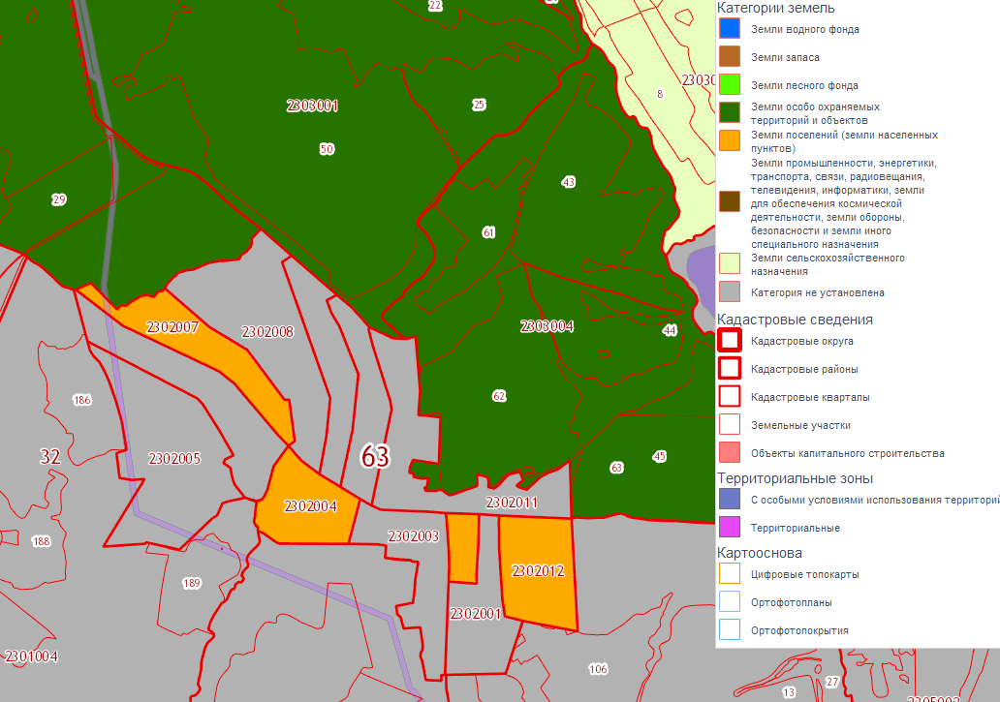 22
25
2303001
50
8
43
29
61
2302007
2302008
2303004
44
186
62
32
2302005
63
45
63
2302004
2302011
2302003
188
2302012
189
2302001
2301004
106
13
27
Категории земель
Земли водного фонда
Земли запаса
Земли лесного фонда
Земли особо охраняемых
территорий и объектов
Земли поселений (земли населенных
пунктов)
Земли промышленности, энергетики,
транспорта, связи, радиовещания,
телевидения, информатики, земли
для обеспечения космической
деятельности, земли обороны,
безопасности и земли иного
специального назначения
Земли сельскохозяйственного
назначения
Категория не установлена
Кадастровые сведения
Кадастровые округа
Кадастровые районы
Кадастровые кварталы
Земельные участки
Объекты капитального строительства
Территориальные зоны
С особыми условиями использования территори
Территориальные
Картооснова
Цифровые топокарты
Ортофотопланы
Ортофотопокрытия